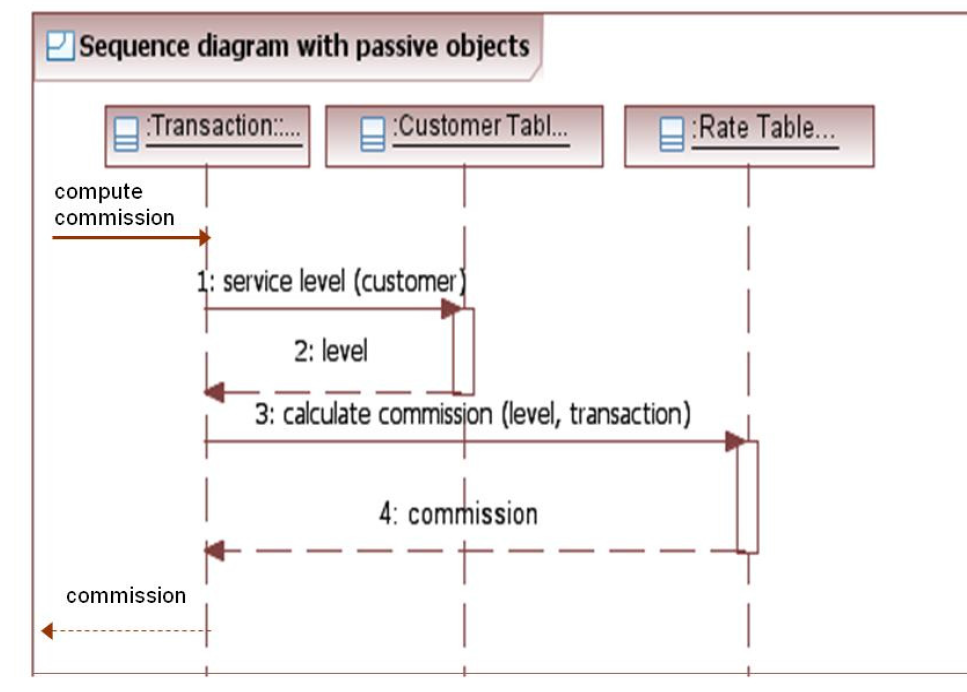 Sequence diagram with passive objects
:Transaction::...
:Customer Tabl...
:Rate Table...
compute
commission
1: service level (customer)
2: level
3: calculate commission (level, transaction)
4: commission
commission